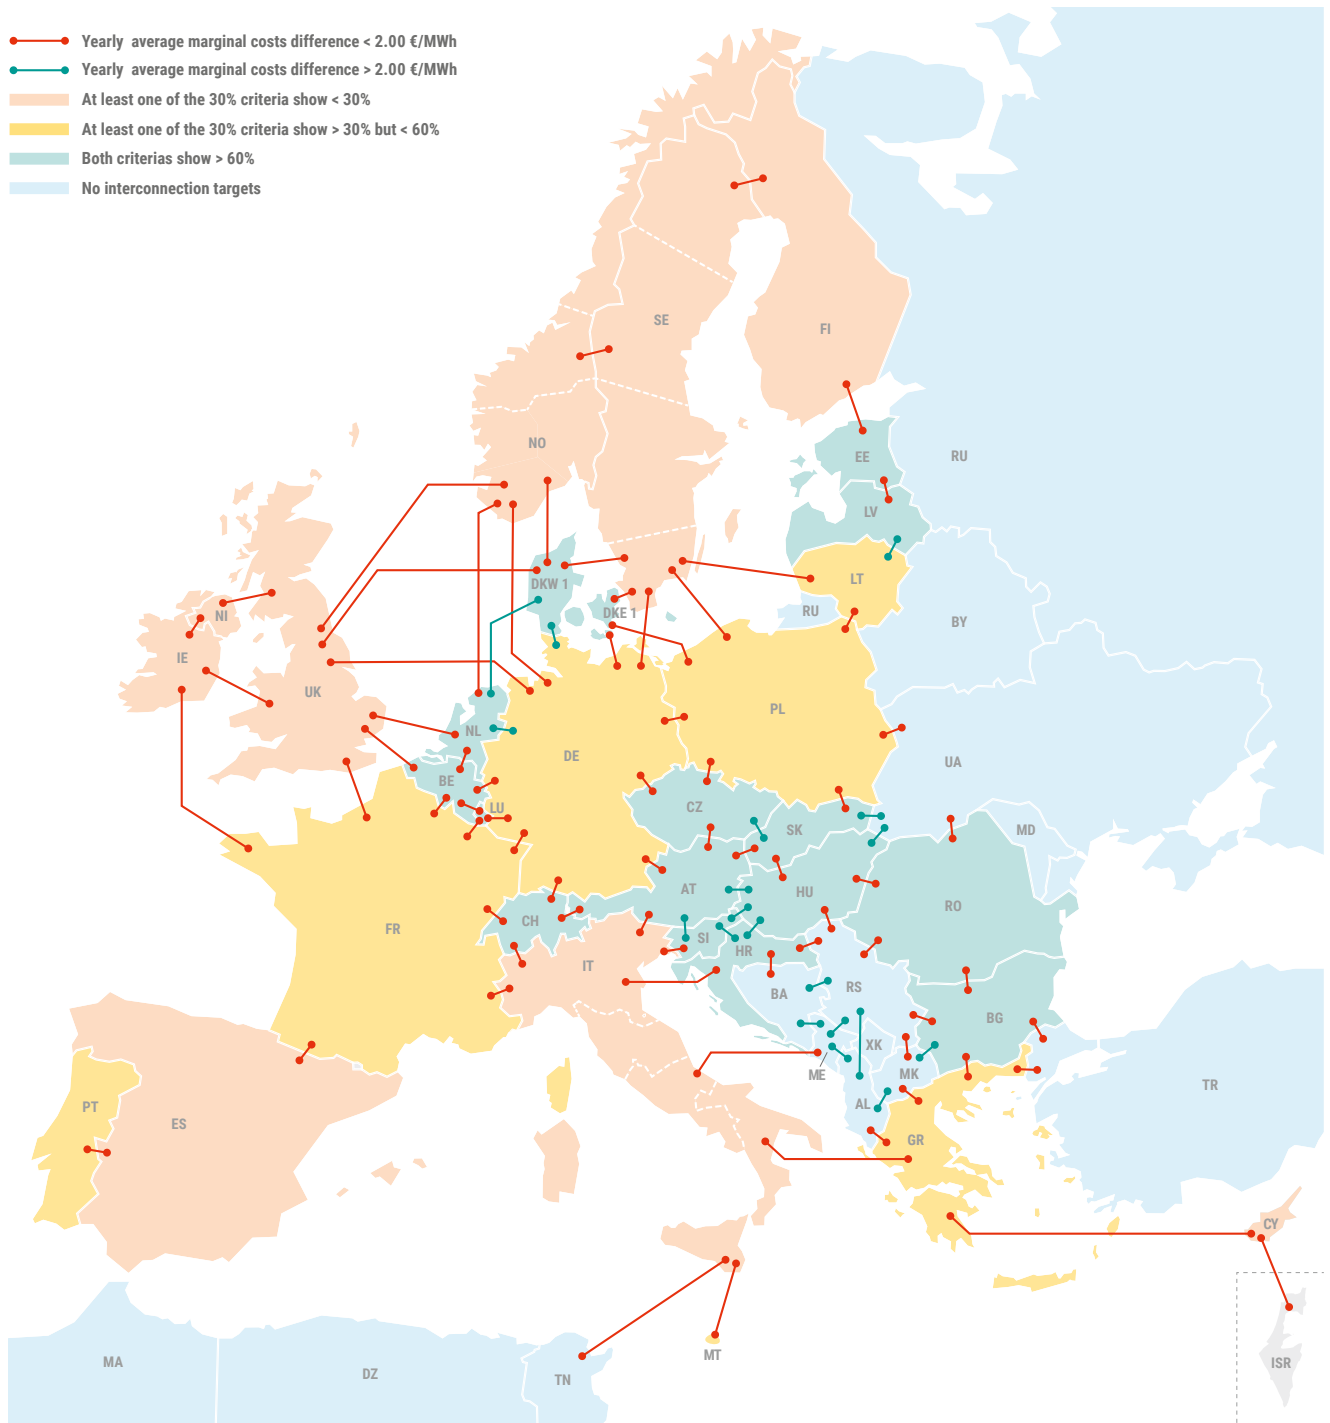 Yearly average marginal costs difference < 2.00 €/MWh
Yearly average marginal costs difference > 2.00 €/MWh
At least one of the 30% criteria show < 30%
At least one of the 30% criteria show > 30% but < 60%
Both criterias show > 60%
No interconnection targets
SE
FI
NO
EE
RU
LV
DKW 1
LT
DKE 1
RU
NI
BY
IE
UK
PL
NL
DE
UA
BE
LU
CZ
SK
MD
AT
HU
RO
CH
FR
SI
HR
IT
RS
BA
BG
XK
ME
MK
TR
AL
PT
ES
GR
CY
MT
MA
DZ
TN
ISR